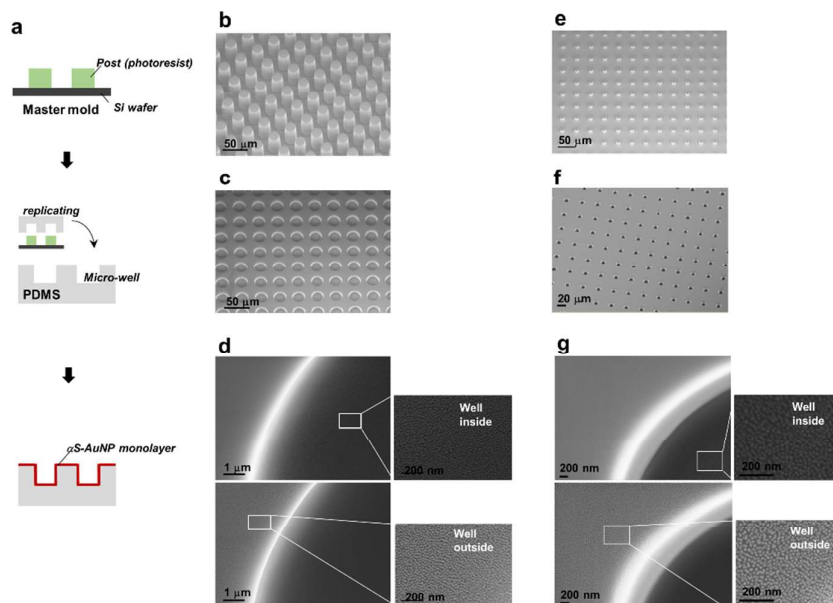 a
Post (photoresist)
Si wafer
Master mold
replicating
Micro-well
PDMS
αS-AuNP monolayer
b
50 μm
c
50 μm
d
1 μm
Well
inside
200 nm
1 μm
Well
outside
200 nm
e
50 μm
f
20 μm
g
200 nm
Well
inside
200 nm
200 nm
Well
outside
200 nm